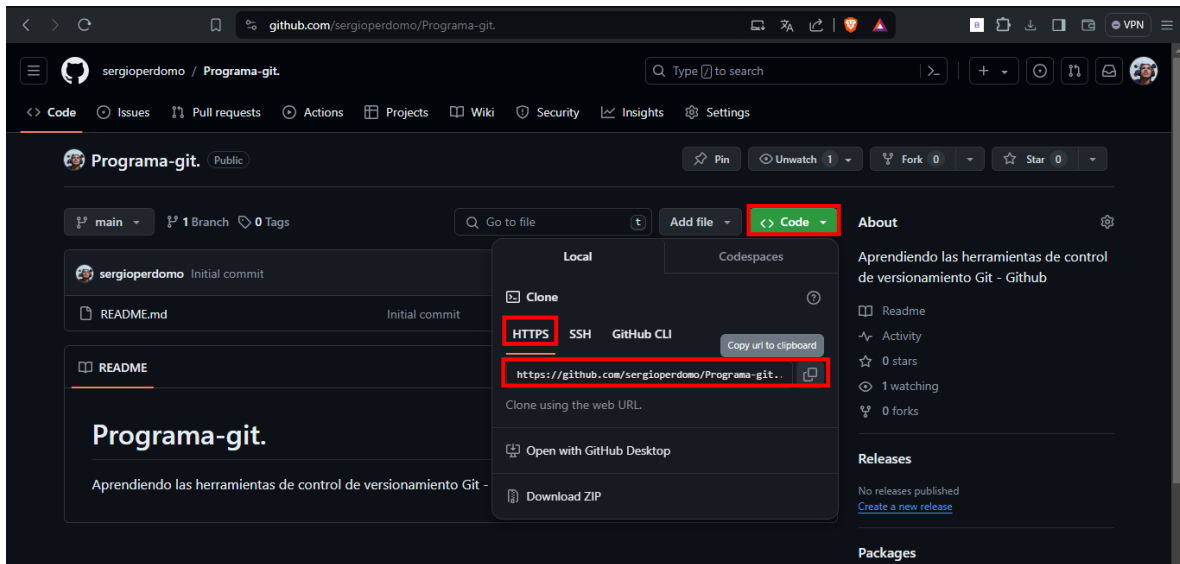 github.com/sergioperdomo/Programa-git.
VPN
sergioperdomo / Programa-git.
Type / to search
Code Issues Pull requests Actions Projects Wiki Security Insights Settings
Programa-git. Public
Pin Unwatch 1 Fork 0 Star 0
main 1 Branch 0 Tags
Go to file t Add file <> Code
sergioperdomo Initial commit
README.md Initial commit
README
Programa-git.
Aprendiendo las herramientas de control de versionamiento Git -
Local Codespaces
Clone
HTTPS SSH GitHub CLI
Copy url to clipboard
https://github.com/sergioperdomo/Programa-git..
Clone using the web URL.
Open with GitHub Desktop
Download ZIP
About
Aprendiendo las herramientas de control
de versionamiento Git - Github
Readme
Activity
0 stars
1 watching
0 forks
Releases
No releases published
Create a new release
Packages